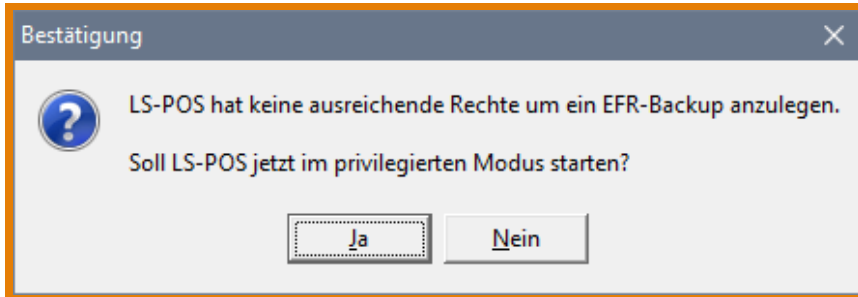 Bestätigung
LS-POS hat keine ausreichende Rechte um ein EFR-Backup anzulegen.
Soll LS-POS jetzt im privilegierten Modus starten?
Ja
Nein